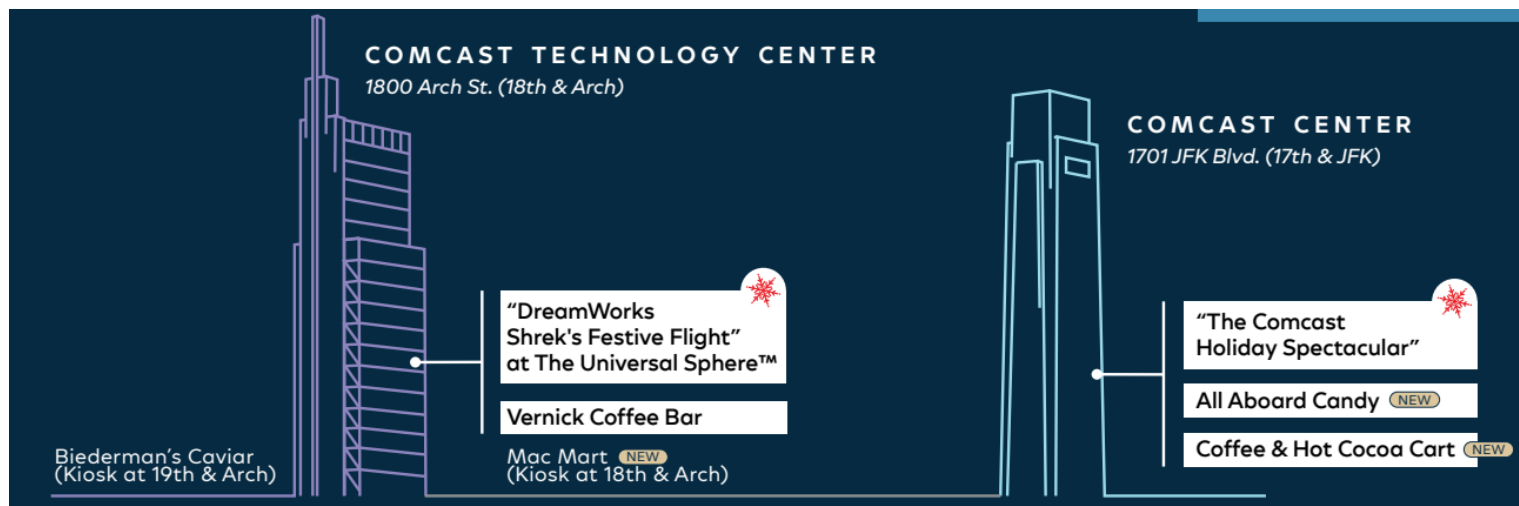 COMCAST TECHNOLOGY CENTER
1800 Arch St. (18th & Arch)
“DreamWorks
Shrek's Festive Flight”
at The Universal Sphere™
Vernick Coffee Bar
Biederman’s Caviar
(Kiosk at 19th & Arch)
Mac Mart NEW
(Kiosk at 18th & Arch)
COMCAST CENTER
1701 JFK Blvd. (17th & JFK)
“The Comcast
Holiday Spectacular”
All Aboard Candy NEW
Coffee & Hot Cocoa Cart NEW